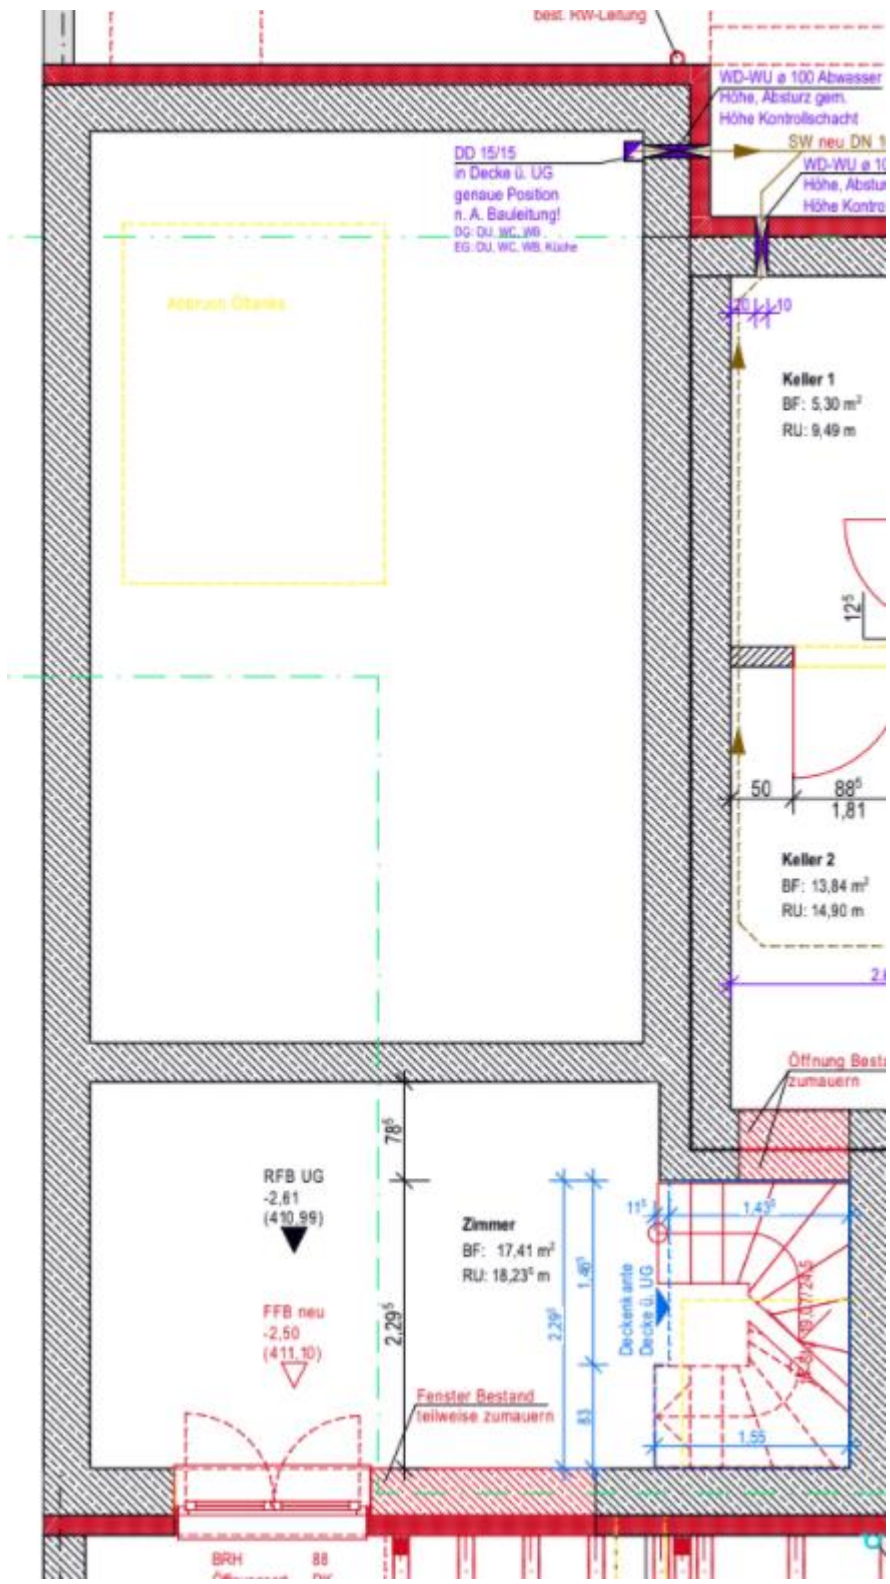 best. RW-Leitung
WD-WU ø 100 Abwasser
Höhe, Absturz gem.
Höhe Kontrollschacht
SW neu DN 1
WD-WU ø 10
Höhe, Abstur
Höhe Kontro
DD 15/15
in Decke ü. UG
genaue Position
n. A. Bauleitung!
DG: DU, WC, WB
EG: DU, WC, WB, Küche
Abbruch Öltanks
20
10
Keller 1
BF: 5,30 m²
RU: 9,49 m
12⁵
50
88⁵
1,81
Keller 2
BF: 13,84 m²
RU: 14,90 m
2.
Öffnung Besta
zumauern
78⁵
RFB UG
-2,61
(410,99)
Zimmer
BF: 17,41 m²
RU: 18,23⁵ m
11⁵
1,43⁵
1,46⁵
Deckenkante
Decke ü. UG
2,29⁵
2,29⁵
FFB neu
-2,50
(411,10)
Fenster Bestand
teilweise zumauern
83
1,55
BRH 88